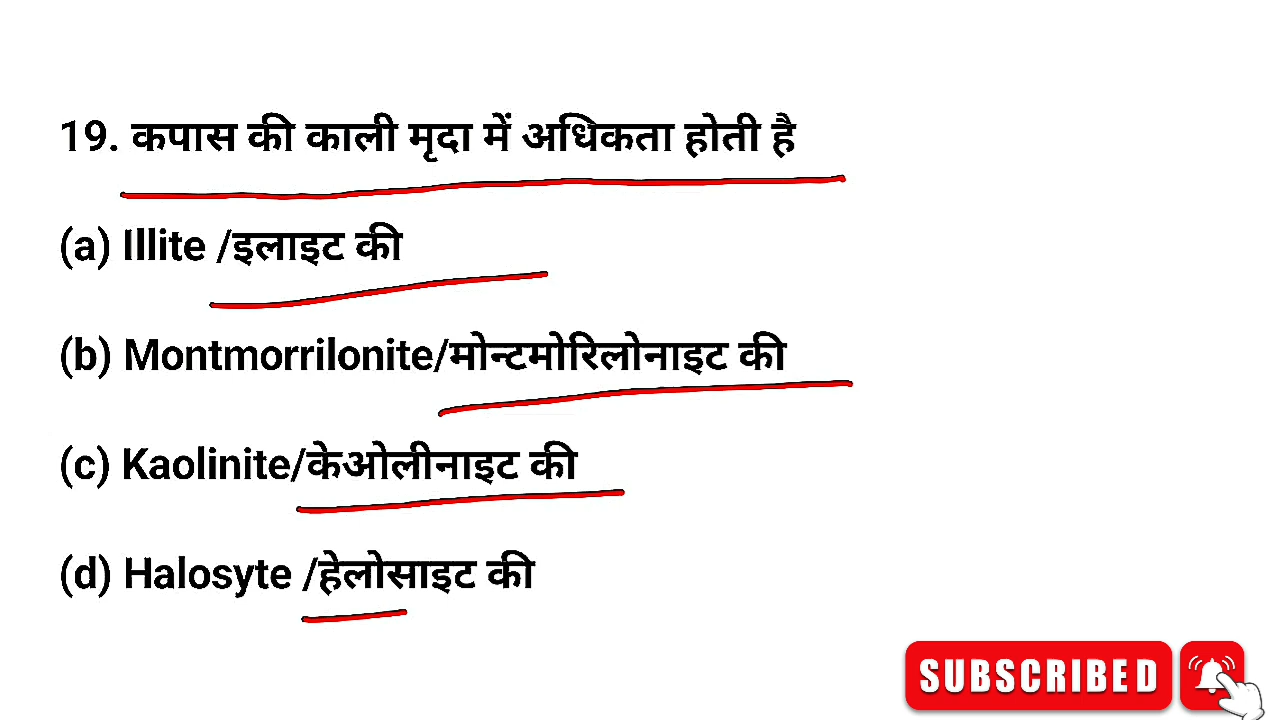 19. कपास की काली मृदा में अधिकता होती है
(a) Illite /इलाइट की
(b) Montmorrilonite/मोन्टमोरिलोनाइट की
(c) Kaolinite/केओलीनाइट की
(d) Halosyte /हेलोसाइट की
SUBSCRIBED